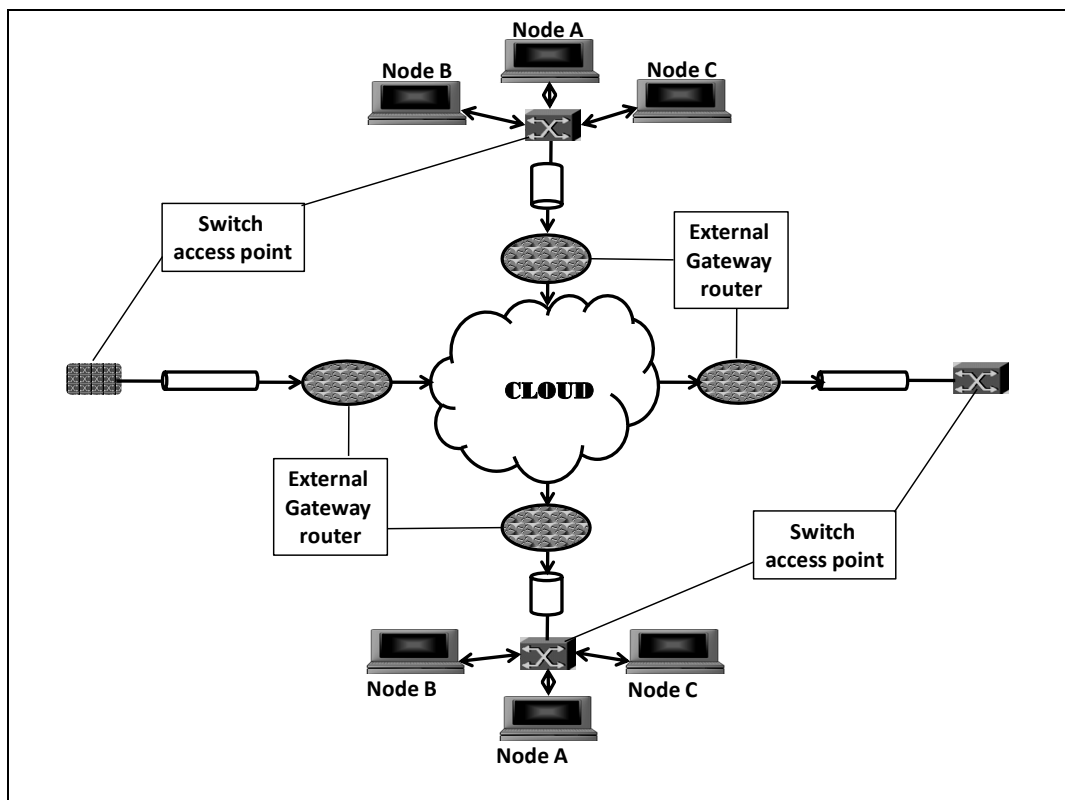 Node A
Node B
Node C
Switch
access point
External
Gateway
router
CLOUD
External
Gateway
router
Switch
access point
Node B
Node C
Node A